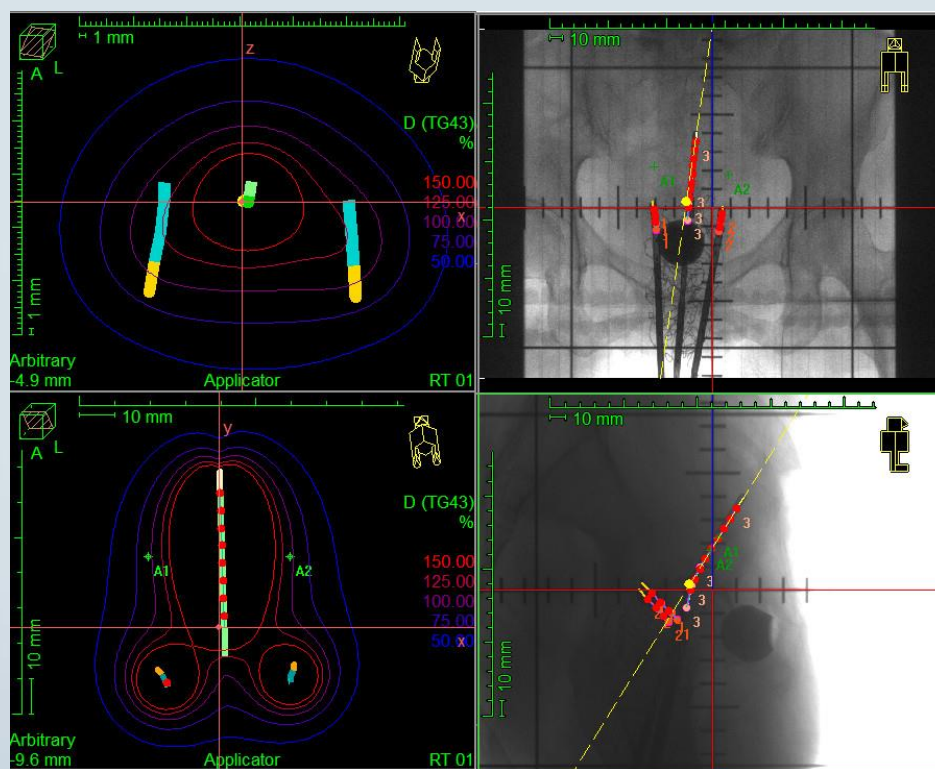 1 mm
A L
z
D (TG43)
%
150.00
125.00
100.00
75.00
50.00
x
1 mm
Arbitrary
-4.9 mm
Applicator
RT 01
10 mm
3
A1
A2
3
3
10 mm
10 mm
A L
y
D (TG43)
%
150.00
125.00
100.00
75.00
50.00
A1
A2
x
10 mm
Arbitrary
-9.6 mm
Applicator
RT 01
10 mm
3
A1
A2
3
3
21
10 mm